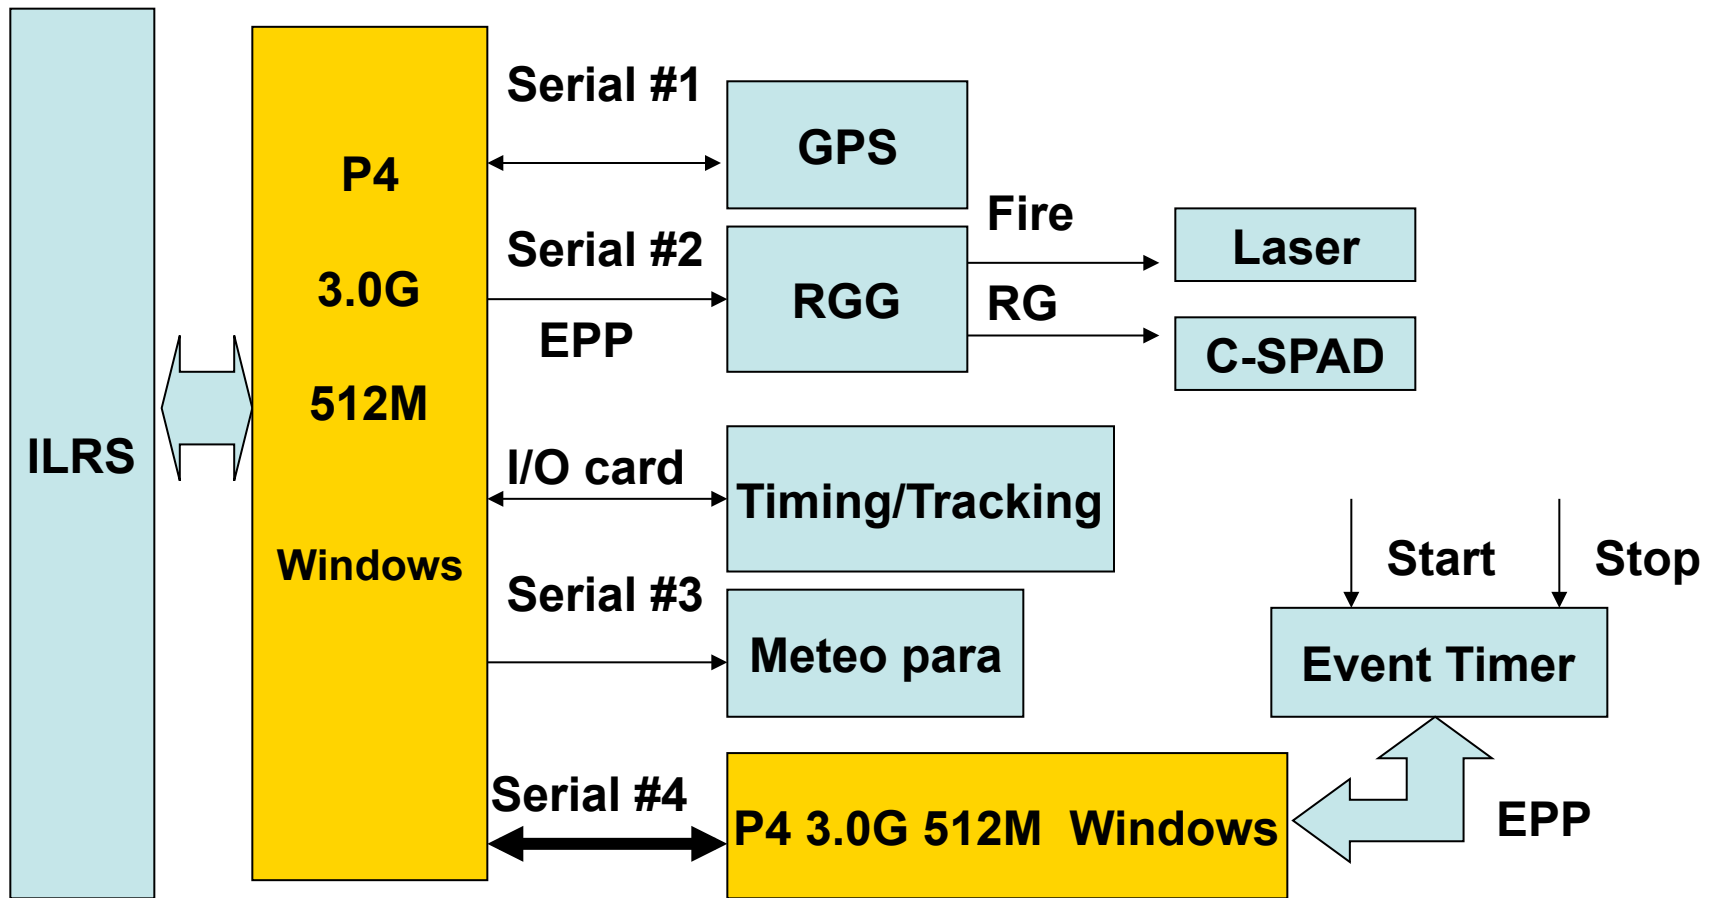 ILRS
P4
3.0G
512M
Windows
Serial #1
GPS
Serial #2
EPP
RGG
Fire
Laser
RG
C-SPAD
I/O card
Timing/Tracking
Serial #3
Meteo para
Start
Stop
Event Timer
Serial #4
P4 3.0G 512M Windows
EPP